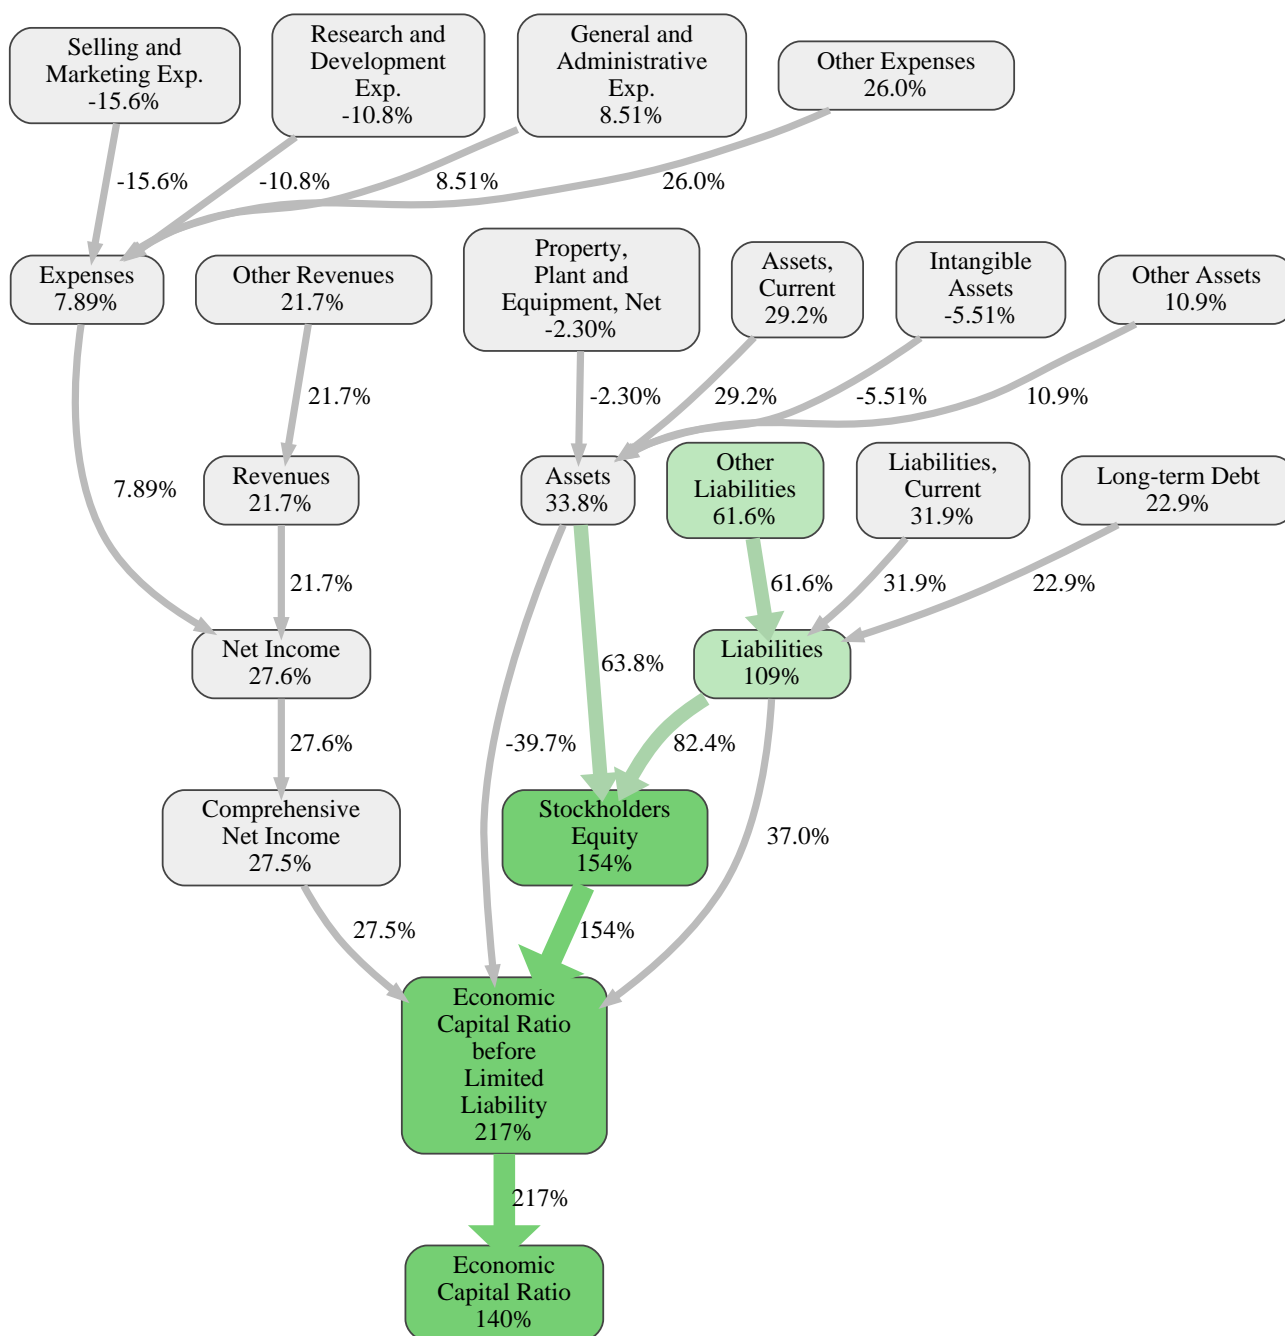 Selling and
Marketing Exp.
-15.6%
Research and
Development
Exp.
-10.8%
General and
Administrative
Exp.
8.51%
Other Expenses
26.0%
-15.6%
-10.8%
8.51%
26.0%
Expenses
7.89%
Other Revenues
21.7%
Property,
Plant and
Equipment, Net
-2.30%
Assets,
Current
29.2%
Intangible
Assets
-5.51%
Other Assets
10.9%
21.7%
-2.30%
29.2%
-5.51%
10.9%
7.89%
Revenues
21.7%
Assets
33.8%
Other
Liabilities
61.6%
Liabilities,
Current
31.9%
Long-term Debt
22.9%
21.7%
61.6%
31.9%
22.9%
Net Income
27.6%
63.8%
Liabilities
109%
27.6%
-39.7%
82.4%
Comprehensive
Net Income
27.5%
Stockholders
Equity
154%
37.0%
27.5%
154%
Economic
Capital Ratio
before
Limited
Liability
217%
217%
Economic
Capital Ratio
140%